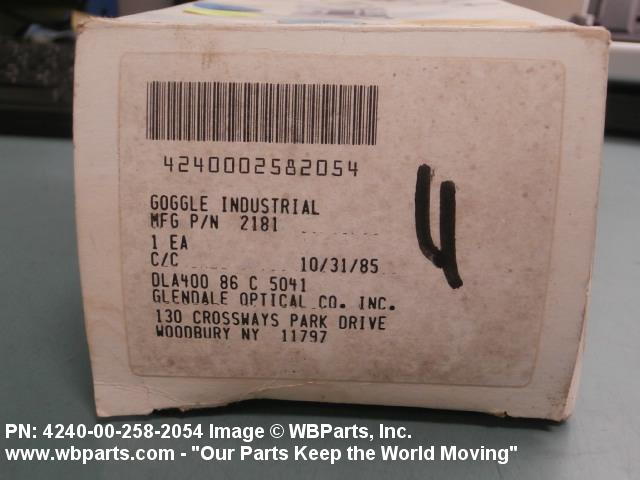 4240002582054
GOGGLE INDUSTRIAL
MFG P/N 2181
1 EA
C/C 10/31/85
DLA400 86 C 5041
GLENDALE OPTICAL CO. INC.
130 CROSSWAYS PARK DRIVE
WOODBURY NY 11797
4
PN: 4240-00-258-2054 Image © WBParts, Inc.
www.wbparts.com - "Our Parts Keep the World Moving"